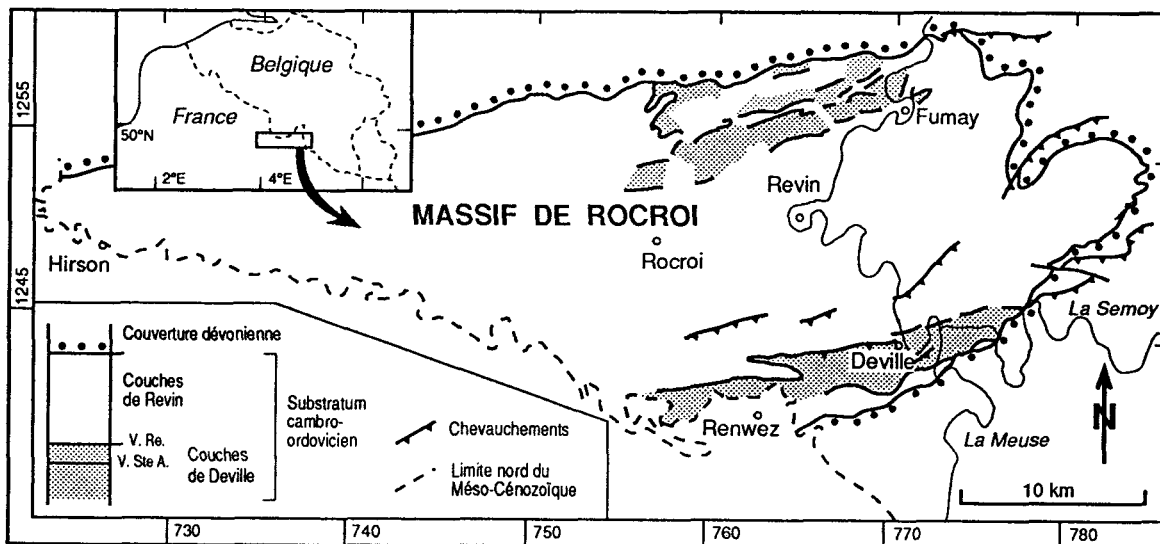 Belgique
France
50°N
2°E
4°E
1255
1245
Fumay
Revin
MASSIF DE ROCROI
Rocroi
Hirson
La Semoy
Deville
Renwez
La Meuse
N
10 km
Couverture dévonienne
Couches
de Revin
V. Re.
V. Ste A.
Couches
de Deville
Substratum
cambro-
ordovicien
Chevauchements
Limite nord du
Méso-Cénozoïque
730
740
750
760
770
780